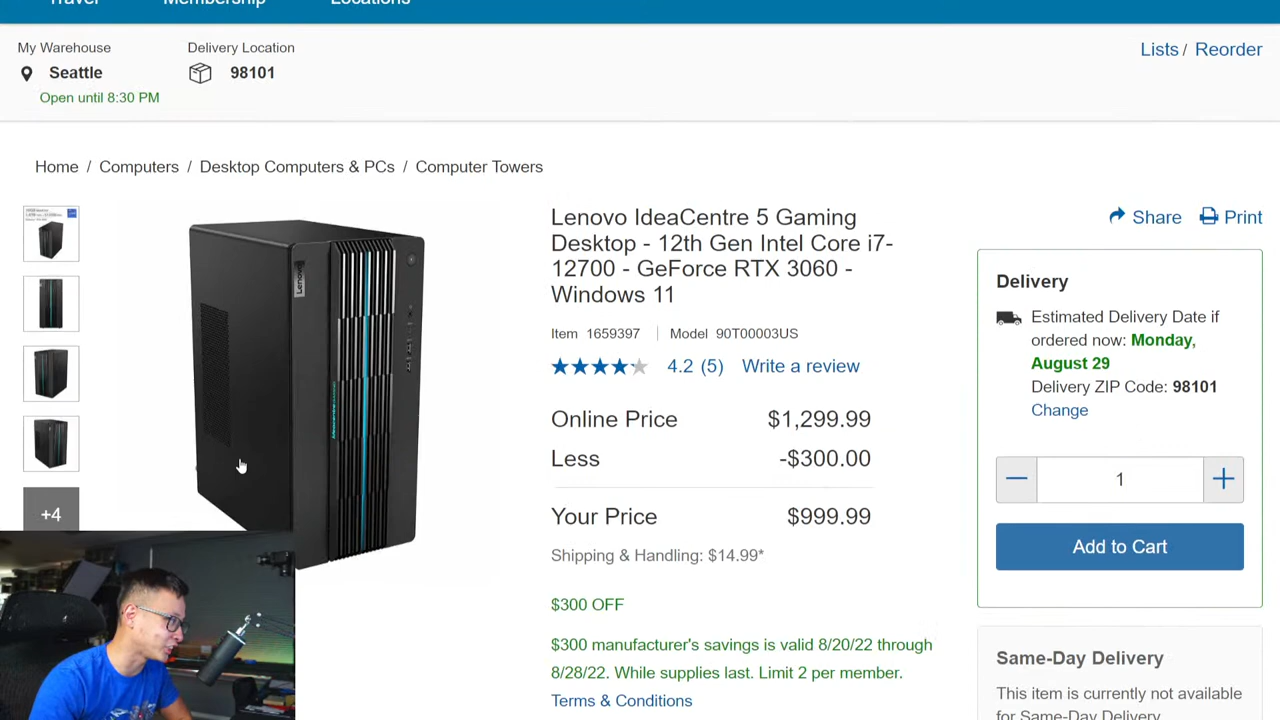 Travel Membership Locations
My Warehouse
Seattle
Open until 8:30 PM
Delivery Location
98101
Lists / Reorder
Home / Computers / Desktop Computers & PCs / Computer Towers
Lenovo
+4
Lenovo IdeaCentre 5 Gaming
Desktop - 12th Gen Intel Core i7-
12700 - GeForce RTX 3060 -
Windows 11
Item 1659397 | Model 90T00003US
4.2 (5) Write a review
Online Price $1,299.99
Less -$300.00
Your Price $999.99
Shipping & Handling: $14.99*
$300 OFF
$300 manufacturer's savings is valid 8/20/22 through
8/28/22. While supplies last. Limit 2 per member.
Terms & Conditions
Share Print
Delivery
Estimated Delivery Date if
ordered now: Monday,
August 29
Delivery ZIP Code: 98101
Change
1
Add to Cart
Same-Day Delivery
This item is currently not available
for Same-Day Delivery